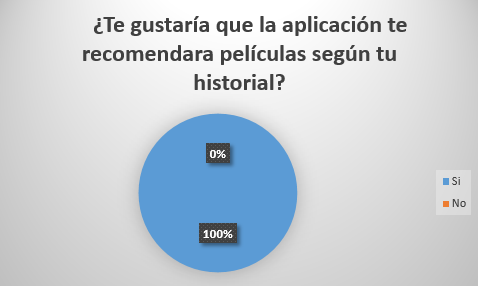 ¿Te gustaría que la aplicación te
recomendara películas según tu
historial?
0%
100%
Si
No